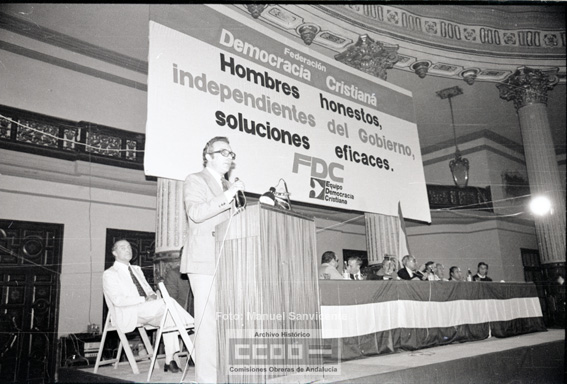 Federación
Democracia Cristiana
Hombres honestos,
independientes del Gobierno,
soluciones eficaces.
FDC
Equipo
Democracia
Cristiana
Foto: Manuel Sanvicente
Archivo Histórico
CCOO
Comisiones Obreras de Andalucía